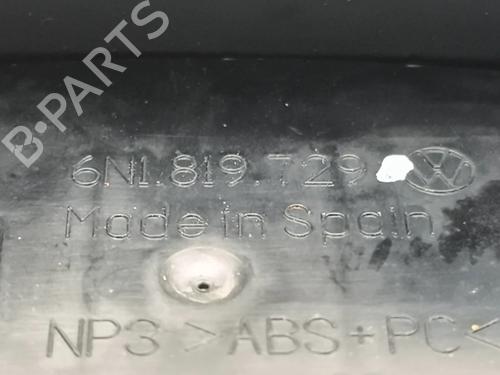 B-PARTS
6N1.819.729
Made in Spain
NP3 >ABS+PC<